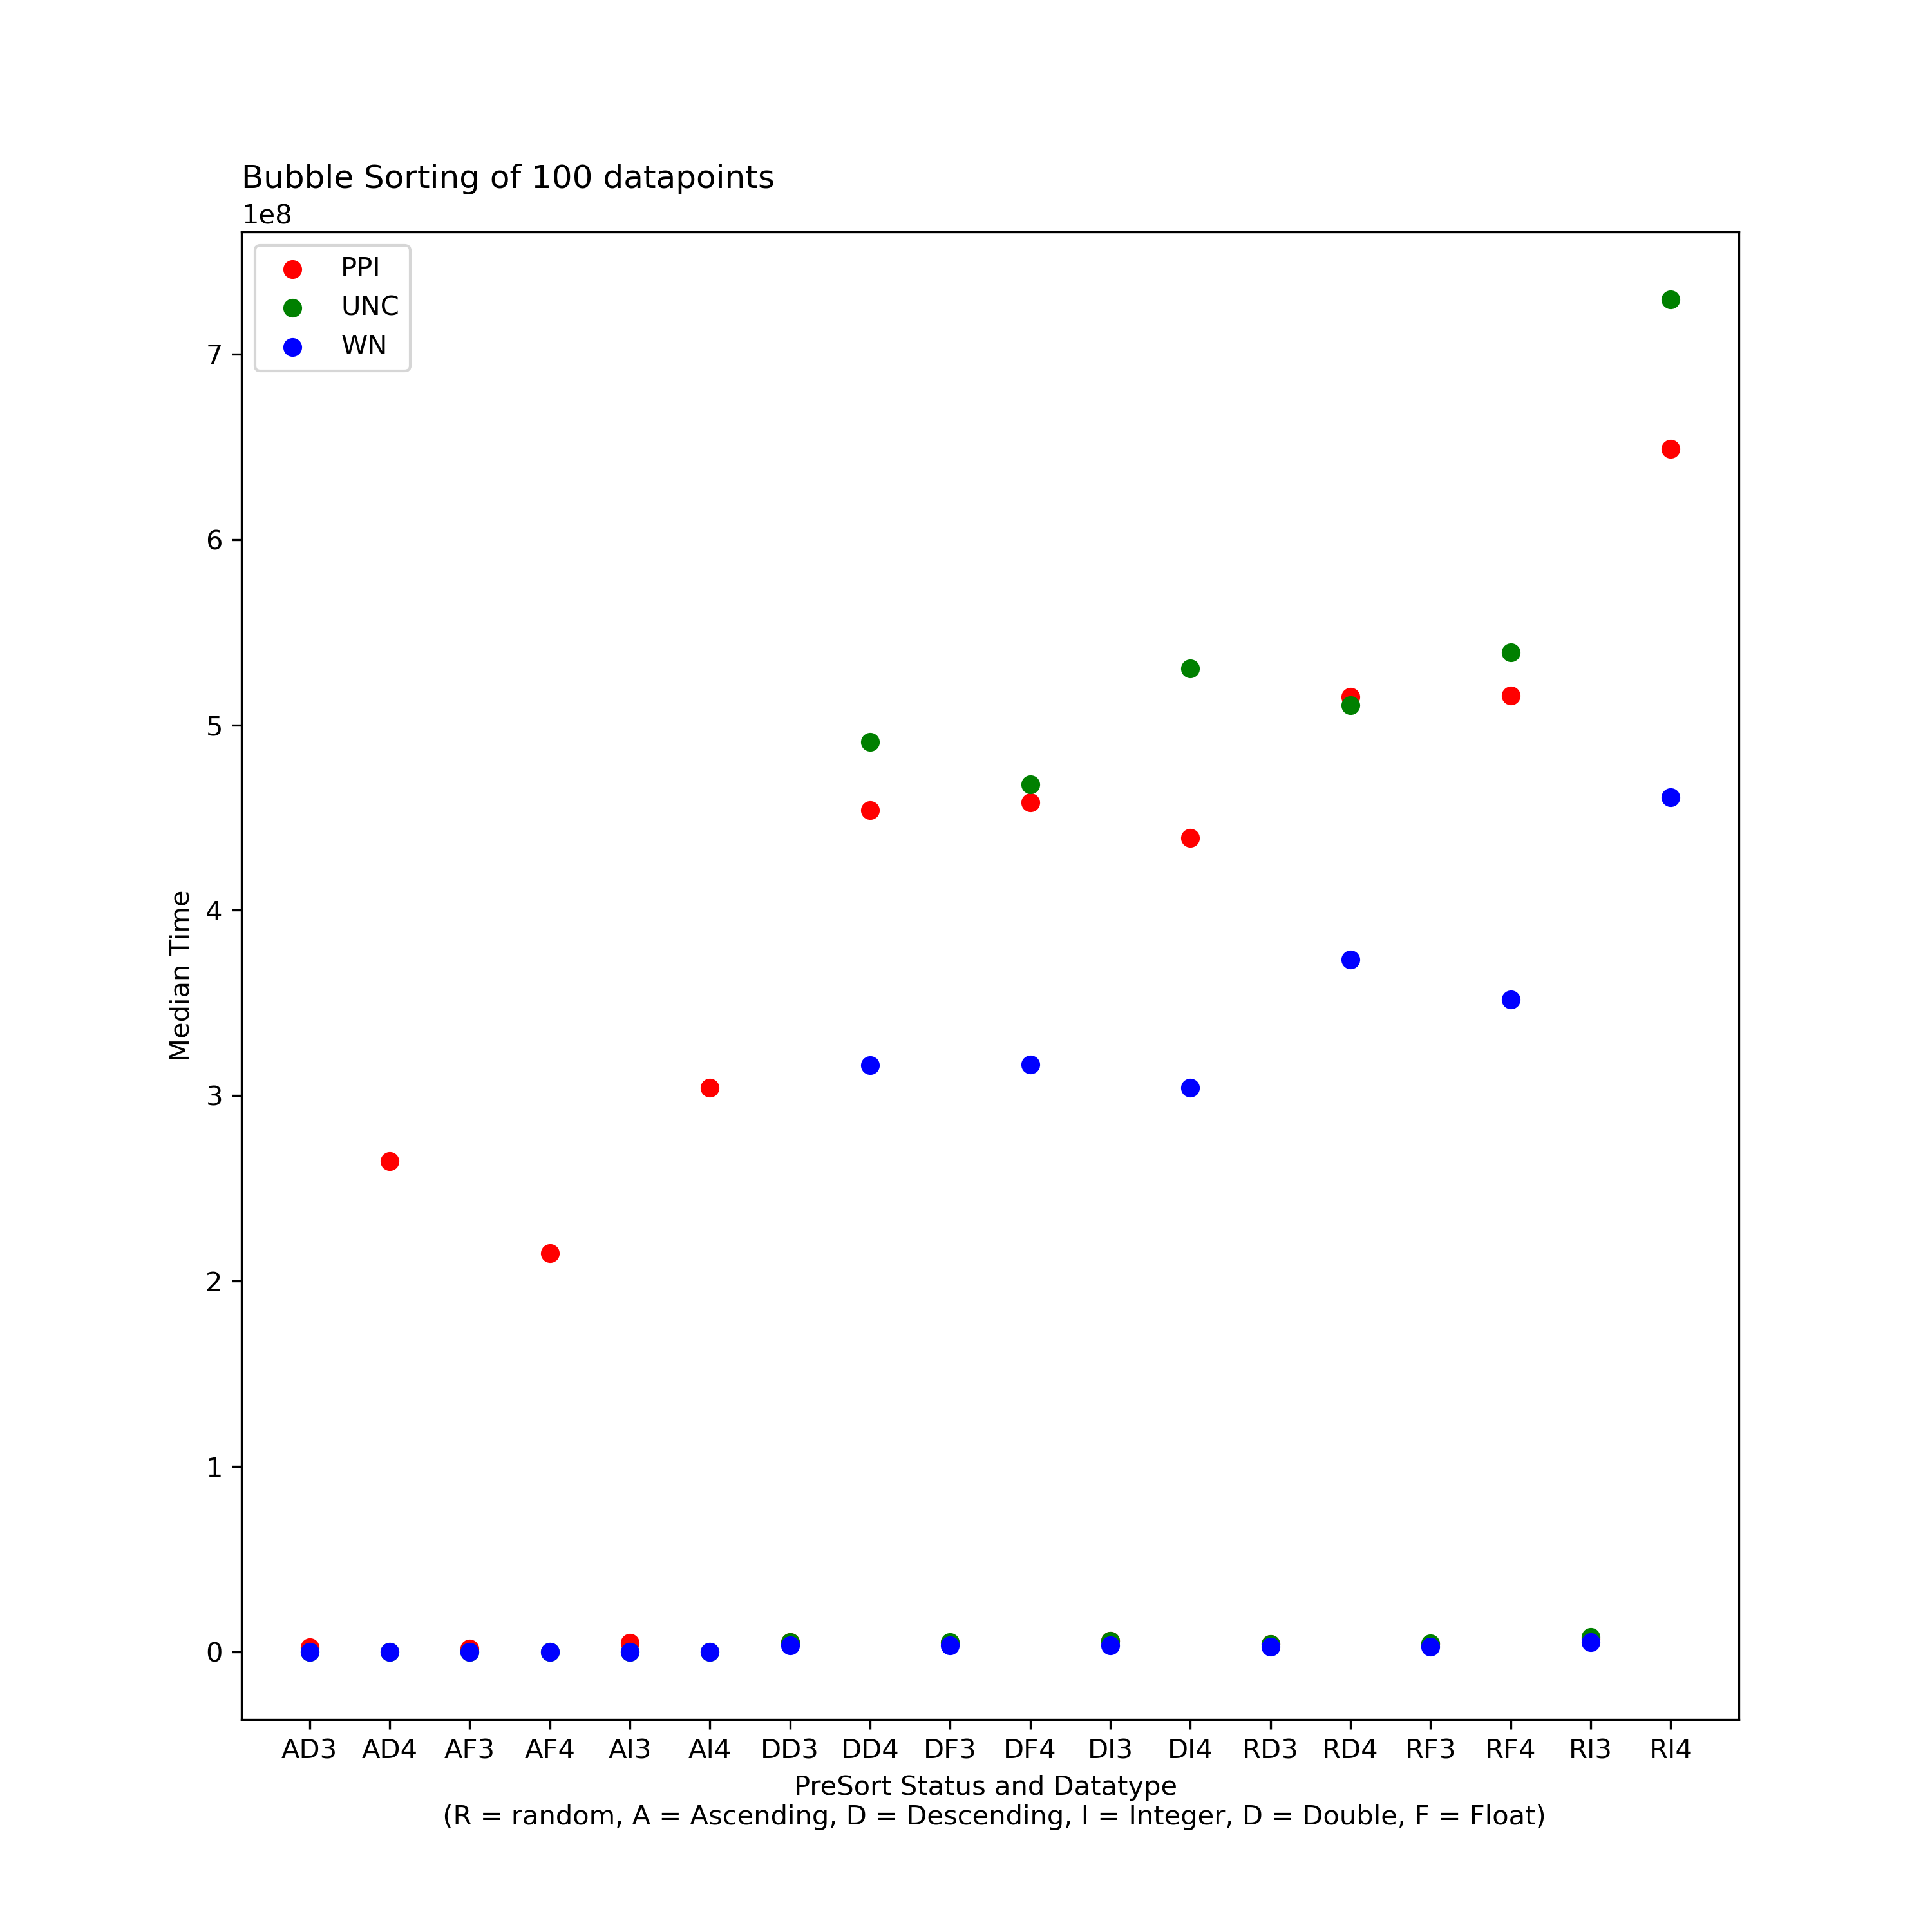 Bubble Sorting of 100 datapoints
1e8
PPI
UNC
WN
7
6
5
4
3
2
1
0
Median Time
AD3 AD4 AF3 AF4 AI3 AI4 DD3 DD4 DF3 DF4 DI3 DI4 RD3 RD4 RF3 RF4 RI3 RI4
PreSort Status and Datatype
(R = random, A = Ascending, D = Descending, I = Integer, D = Double, F = Float)